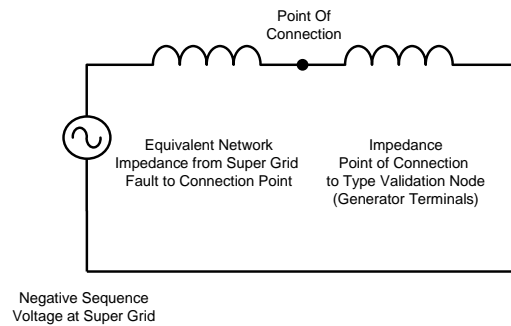 Point Of
Connection
Equivalent Network
Impedance from Super Grid
Fault to Connection Point
Impedance
Point of Connection
to Type Validation Node
(Generator Terminals)
Negative Sequence
Voltage at Super Grid